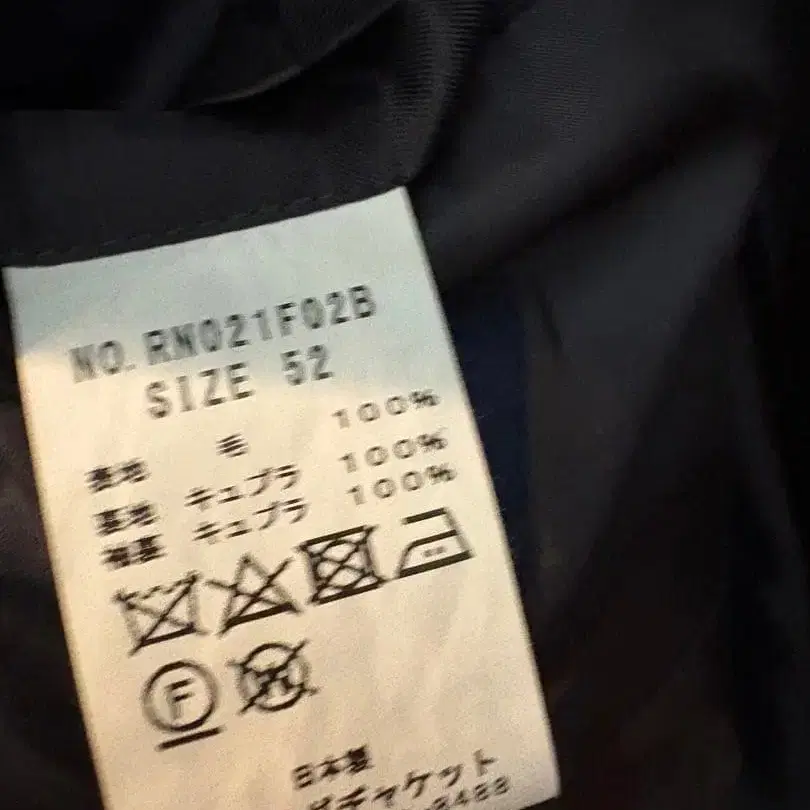 NO. RN021F02B
SIZE 52
表地 毛 100%
裏地 キュプラ 100%
袖裏 キュプラ 100%
F W
日本製